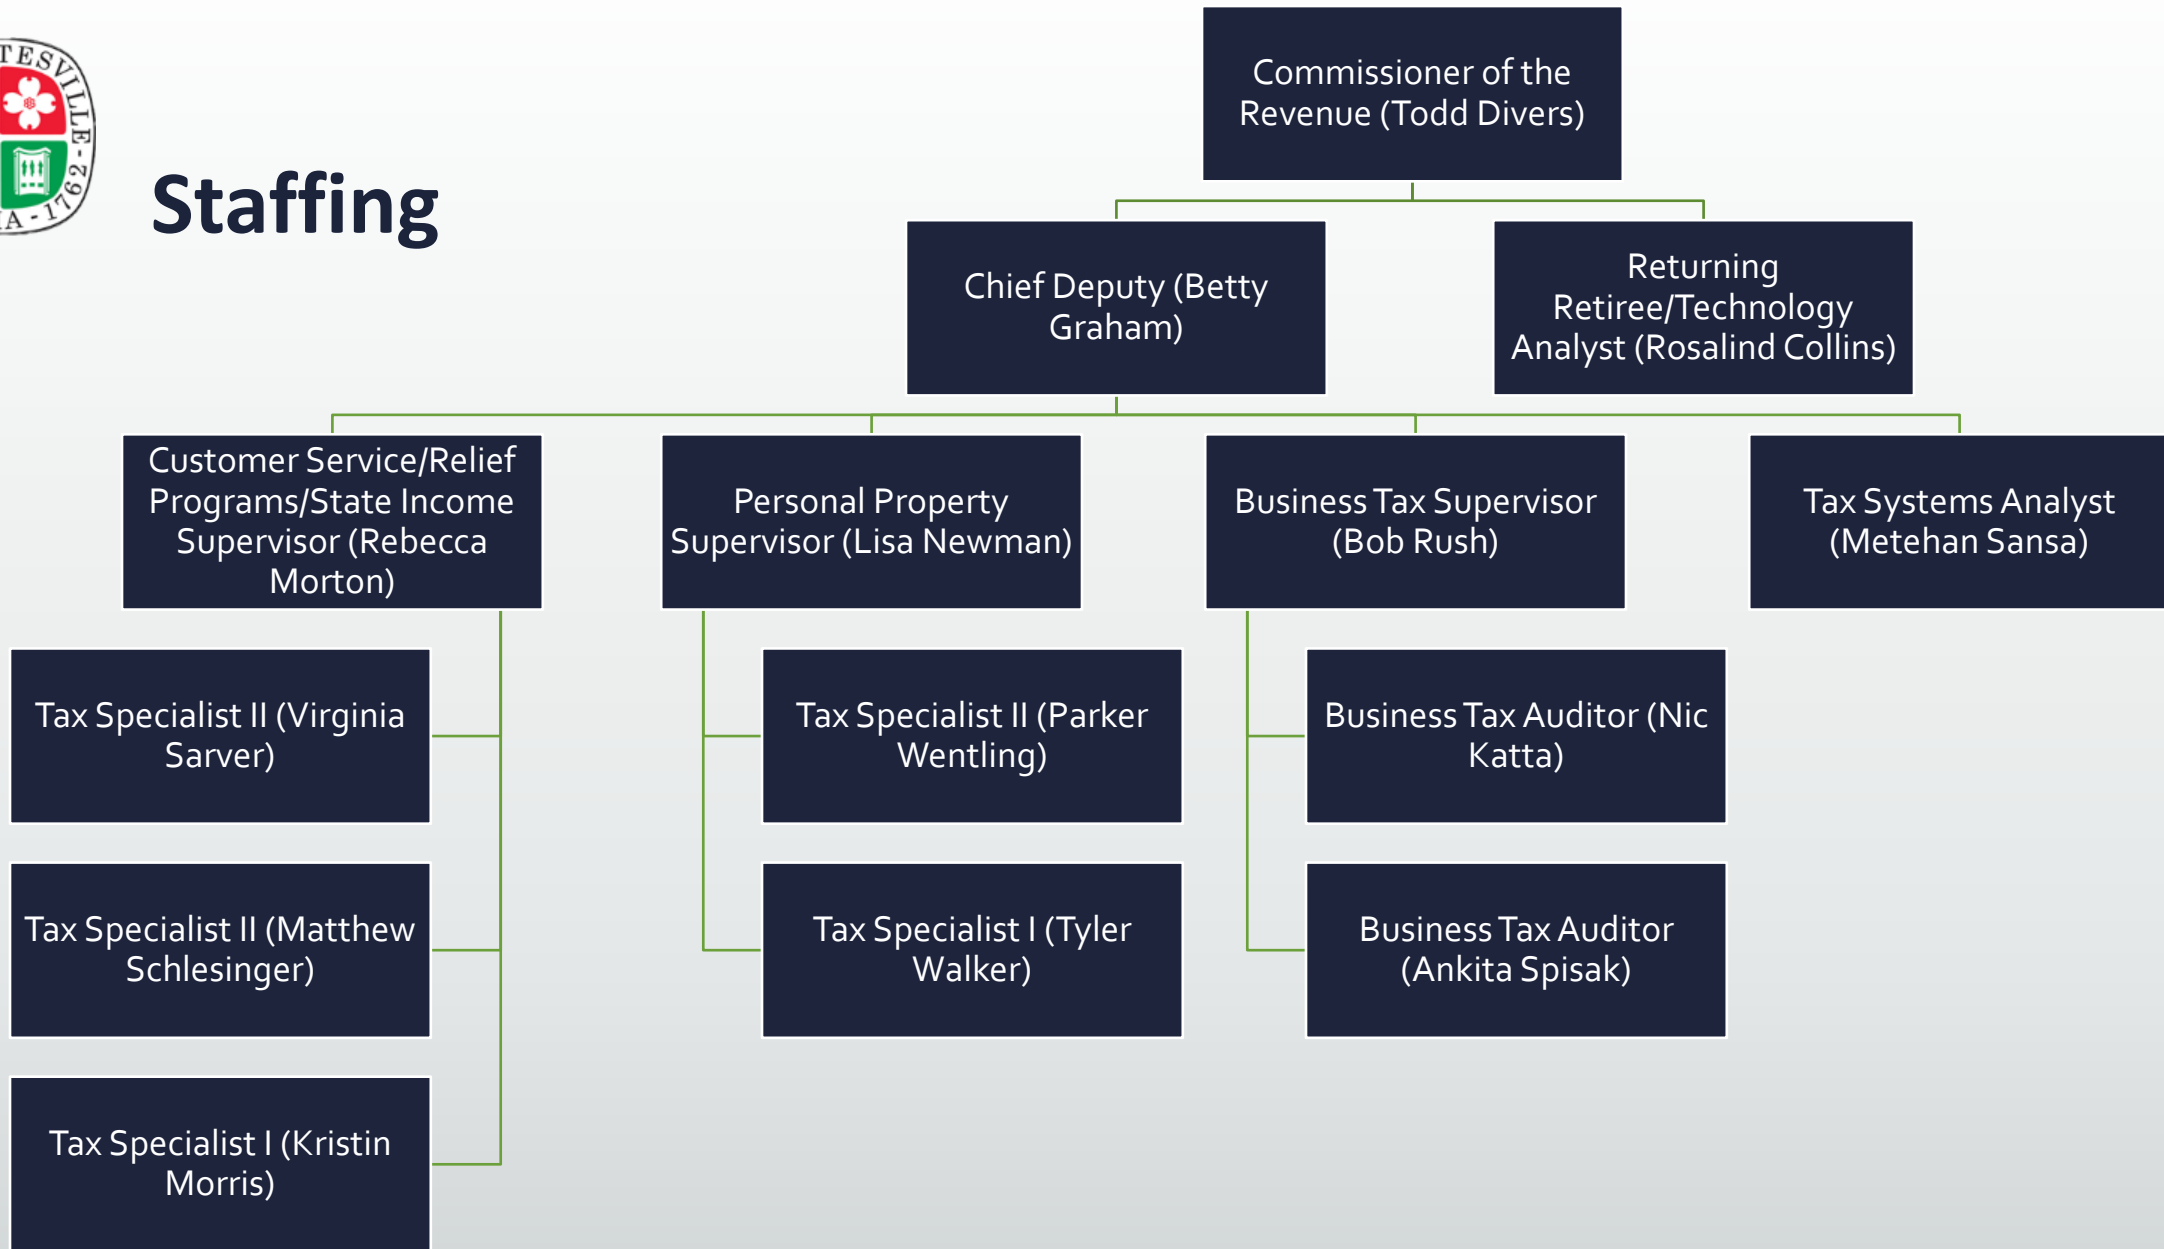 TESVILLE
IA - 1762 -
Staffing
Commissioner of the
Revenue (Todd Divers)
Chief Deputy (Betty
Graham)
Returning
Retiree/Technology
Analyst (Rosalind Collins)
Customer Service/Relief
Programs/State Income
Supervisor (Rebecca
Morton)
Personal Property
Supervisor (Lisa Newman)
Business Tax Supervisor
(Bob Rush)
Tax Systems Analyst
(Metehan Sansa)
Tax Specialist II (Virginia
Sarver)
Tax Specialist II (Parker
Wentling)
Business Tax Auditor (Nic
Katta)
Tax Specialist II (Matthew
Schlesinger)
Tax Specialist I (Tyler
Walker)
Business Tax Auditor
(Ankita Spisak)
Tax Specialist I (Kristin
Morris)